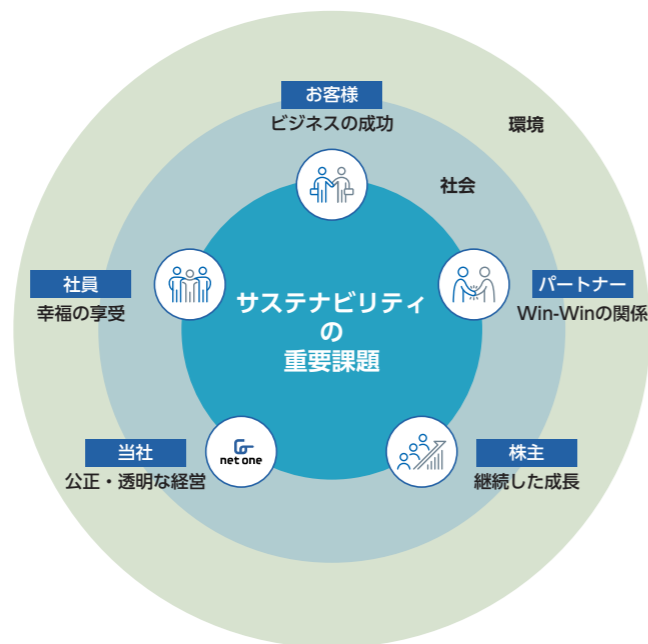 お客様
ビジネスの成功
環境
社会
社員
幸福の享受
パートナー
Win-Winの関係
サステナビリティ
の
重要課題
当社
公正・透明な経営
net one
株主
継続した成長